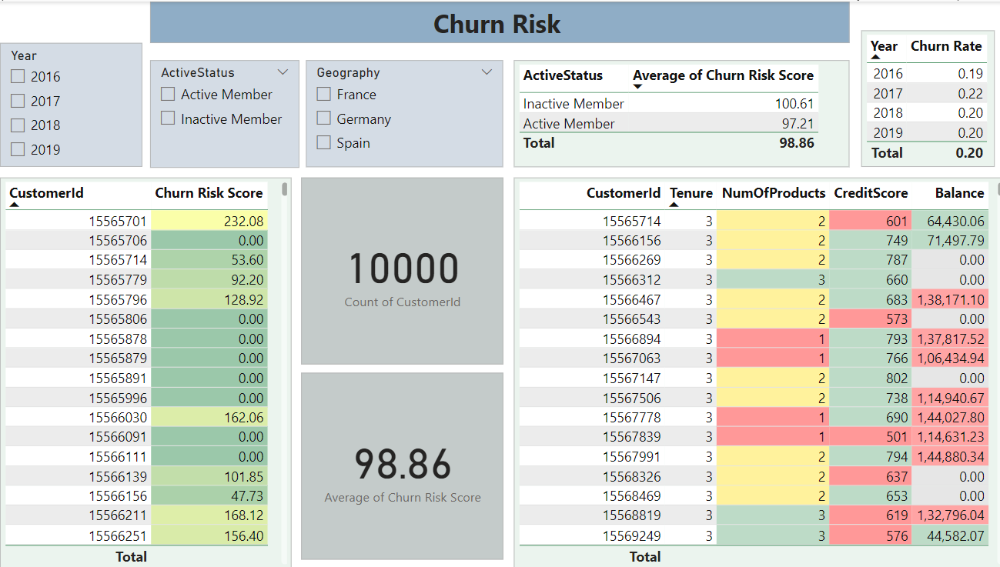 Churn Risk
Year
2016
2017
2018
2019
ActiveStatus
Active Member
Inactive Member
Geography
France
Germany
Spain
ActiveStatus Average of Churn Risk Score
Inactive Member 100.61
Active Member 97.21
Total 98.86
Year Churn Rate
2016 0.19
2017 0.22
2018 0.20
2019 0.20
Total 0.20
CustomerId Churn Risk Score
15565701 232.08
15565706 0.00
15565714 53.60
15565779 92.20
15565796 128.92
15565806 0.00
15565878 0.00
15565879 0.00
15565891 0.00
15565996 0.00
15566030 162.06
15566091 0.00
15566111 0.00
15566139 101.85
15566156 47.73
15566211 168.12
15566251 156.40
Total
10000
Count of CustomerId
98.86
Average of Churn Risk Score
CustomerId Tenure NumOfProducts CreditScore Balance
15565714 3 2 601 64,430.06
15566156 3 2 749 71,497.79
15566269 3 2 787 0.00
15566312 3 3 660 0.00
15566467 3 2 683 1,38,171.10
15566543 3 2 573 0.00
15566894 3 1 793 1,37,817.52
15567063 3 1 766 1,06,434.94
15567147 3 2 802 0.00
15567506 3 2 738 1,14,940.67
15567778 3 1 690 1,44,027.80
15567839 3 1 501 1,14,631.23
15567991 3 2 794 1,44,880.34
15568326 3 2 637 0.00
15568469 3 2 653 0.00
15568819 3 3 619 1,32,796.04
15569249 3 3 576 44,582.07
Total